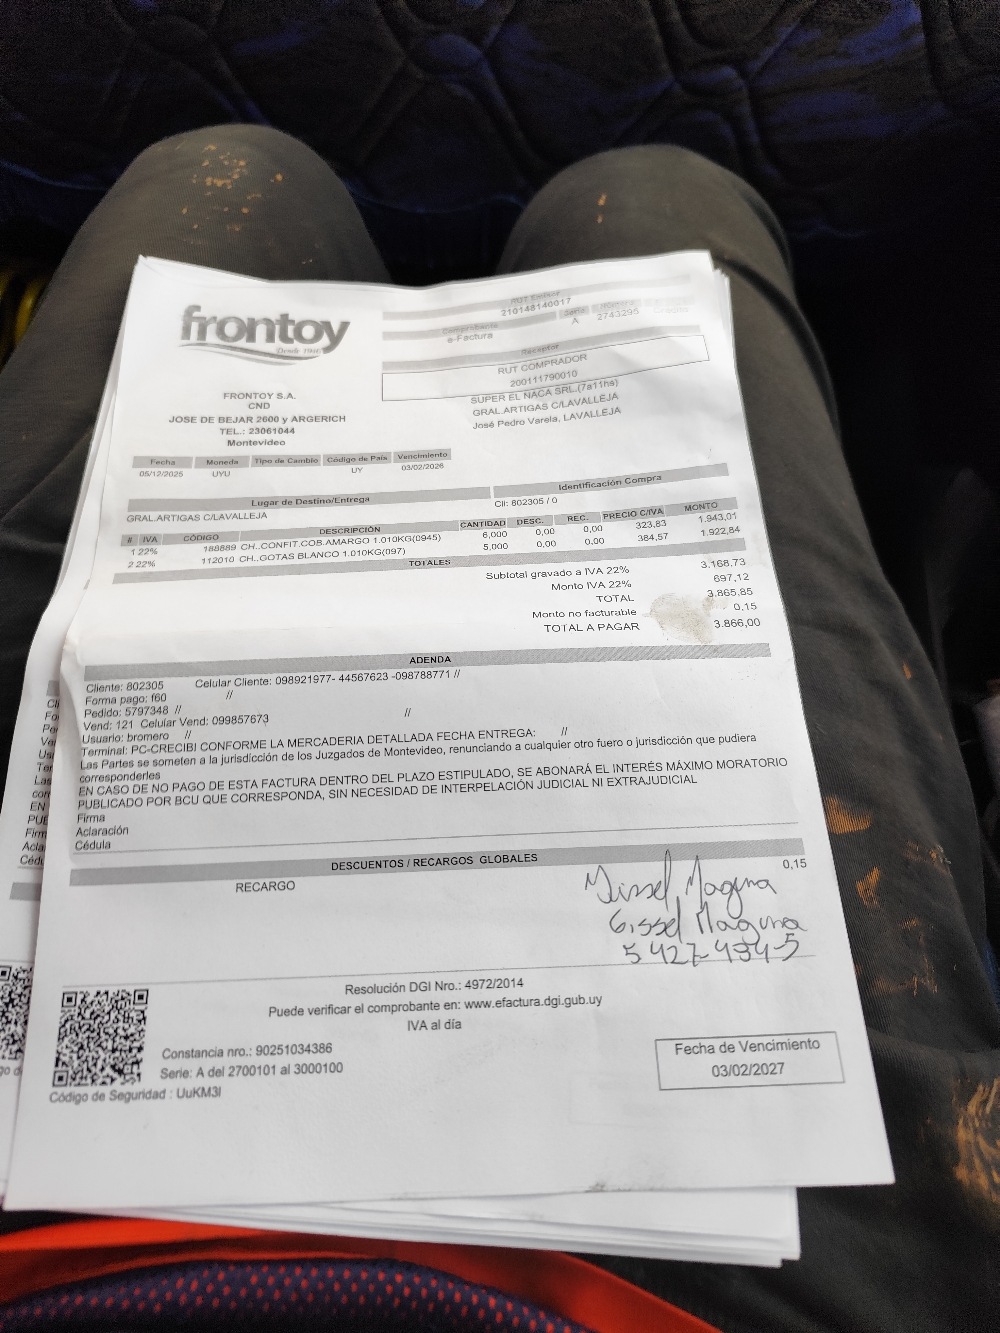 frontoy
Desde 1945
FRONTOY S.A.
CND
JOSE DE BEJAR 2600 y ARGERICH
TEL.: 23061044
Montevideo
RUT Emisor
210148140017
Comprobante Serie Número
e-Factura A 2743295
Receptor
RUT COMPRADOR
200111790010
SUPER EL NACA SRL.(7a11hs)
GRAL.ARTIGAS C/LAVALLEJA
José Pedro Varela, LAVALLEJA
Fecha Moneda Tipo de Cambio Código de País Vencimiento
05/12/2025 UYU UY 03/02/2026
Lugar de Destino/Entrega Identificación Compra
GRAL.ARTIGAS C/LAVALLEJA Cli: 802305 / 0
# IVA CÓDIGO DESCRIPCIÓN CANTIDAD DESC. REC. PRECIO C/IVA MONTO
1 22% 188889 CH..CONFIT.COB.AMARGO 1.010KG(0945) 6,000 0,00 0,00 323,83 1.943,01
2 22% 112010 CH..GOTAS BLANCO 1.010KG(097) 5,000 0,00 0,00 384,57 1.922,84
TOTALES
Subtotal gravado a IVA 22% 3.168,73
Monto IVA 22% 697,12
TOTAL 3.865,85
Monto no facturable 0,15
TOTAL A PAGAR 3.866,00
ADENDA
Cliente: 802305 Celular Cliente: 098921977- 44567623 -098788771 //
Forma pago: f60 //
Pedido: 5797348 //
Vend: 121 Celular Vend: 099857673 //
Usuario: bromero //
Terminal: PC-CRECIBI CONFORME LA MERCADERIA DETALLADA FECHA ENTREGA: //
Las Partes se someten a la jurisdicción de los Juzgados de Montevideo, renunciando a cualquier otro fuero o jurisdicción que pudiera
corresponderles
EN CASO DE NO PAGO DE ESTA FACTURA DENTRO DEL PLAZO ESTIPULADO, SE ABONARÁ EL INTERÉS MÁXIMO MORATORIO
PUBLICADO POR BCU QUE CORRESPONDA, SIN NECESIDAD DE INTERPELACIÓN JUDICIAL NI EXTRAJUDICIAL
Firma
Aclaración
Cédula
DESCUENTOS / RECARGOS GLOBALES
RECARGO 0,15
Gissel Maguna
5427494-5
Resolución DGI Nro.: 4972/2014
Puede verificar el comprobante en: www.efactura.dgi.gub.uy
IVA al día
Constancia nro.: 90251034386
Serie: A del 2700101 al 3000100
Código de Seguridad : UuKM3I
Fecha de Vencimiento
03/02/2027